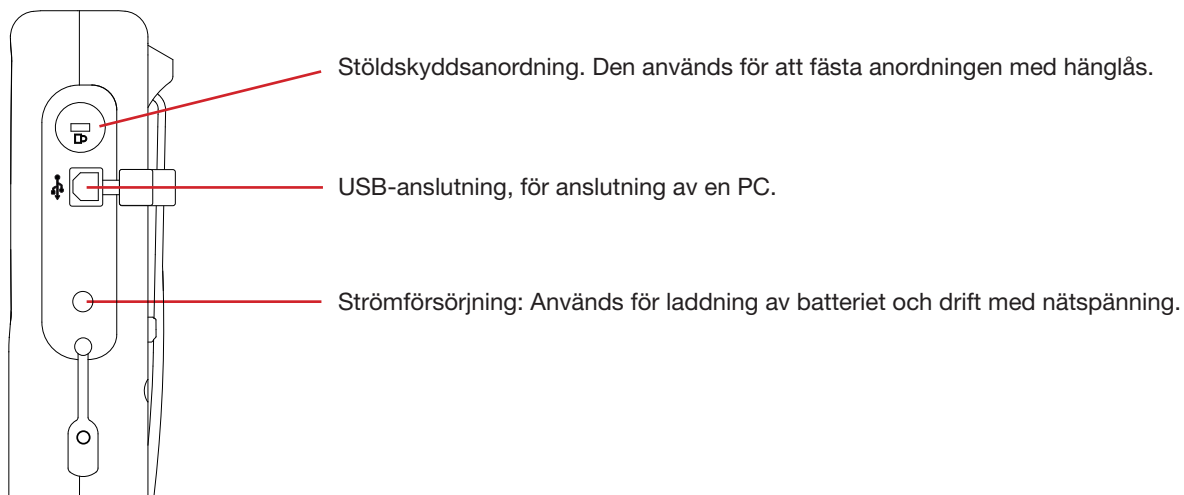 Stöldskyddsanordning. Den används för att fästa anordningen med hänglås.
USB-anslutning, för anslutning av en PC.
Strömförsörjning: Används för laddning av batteriet och drift med nätspänning.